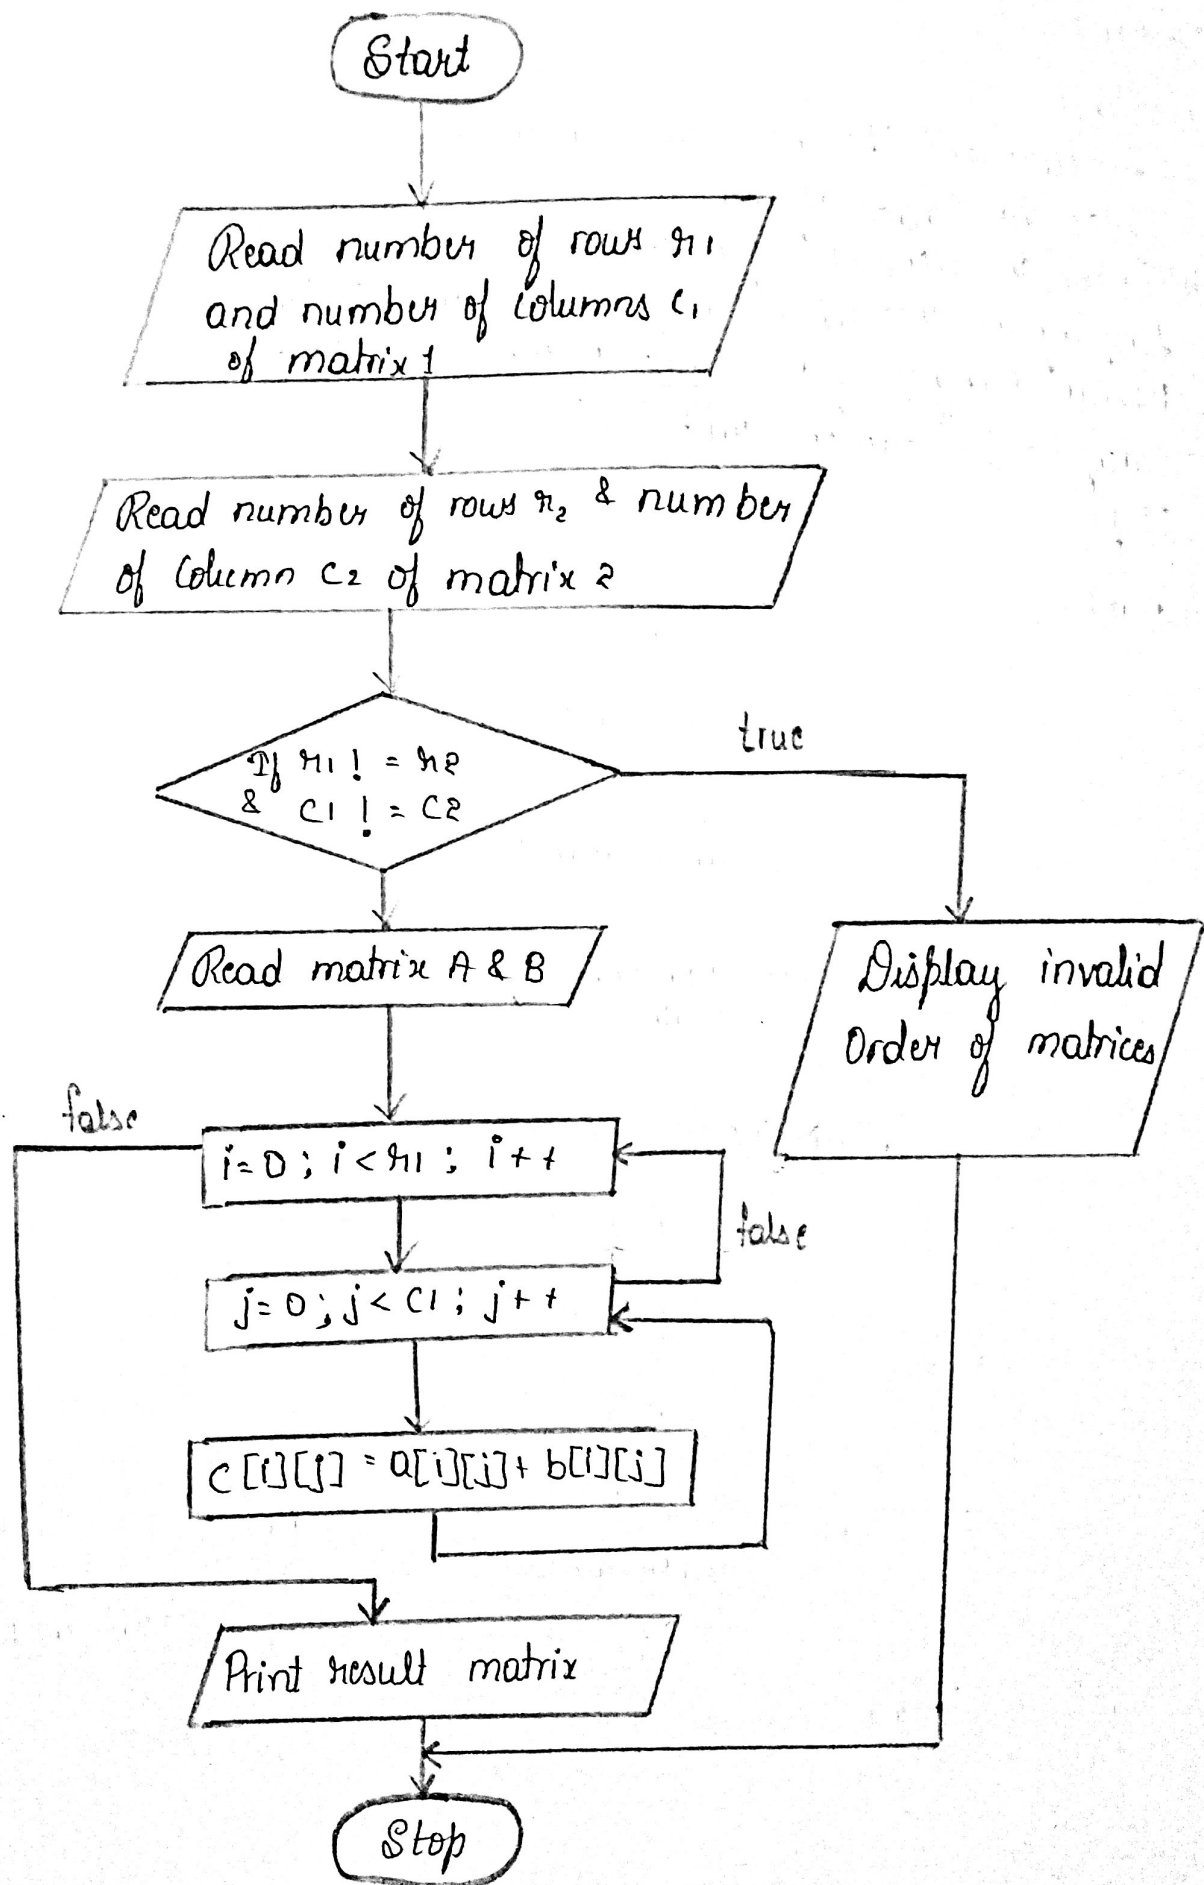 Start
Read number of rows r1
and number of columns c1
of matrix 1
Read number of rows r2 & number
of Column C2 of matrix 2
If r1 != r2
& C1 != C2
true
Read matrix A & B
Display invalid
Order of matrices
false
i=0; i<r1; i++
false
j=0; j<C1; j++
C[i][j] = a[i][j]+ b[i][j]
Print result matrix
Stop